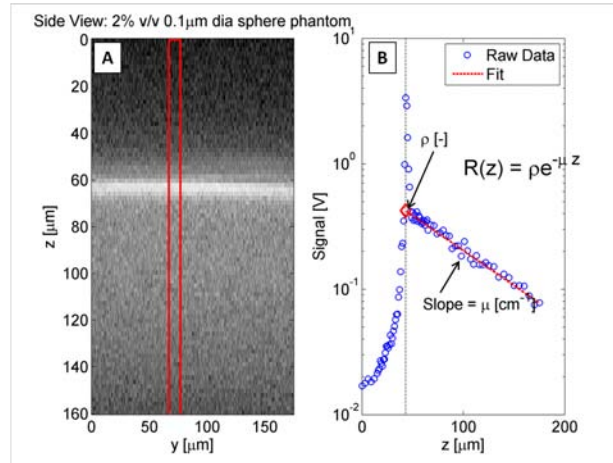 Side View: 2% v/v 0.1μm dia sphere phantom
A
0
20
40
60
80
100
120
140
160
z [μm]
0
50
100
150
y [μm]
B
10^1
10^0
10^-1
10^-2
Signal [V]
Raw Data
Fit
ρ [-]
R(z) = ρe^-μ z
Slope = μ [cm^-1]
0
100
200
z [μm]